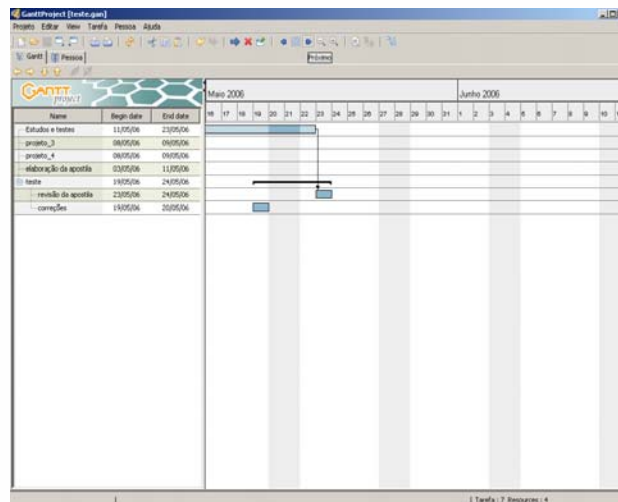 GanttProject [teste.gan]
Projeto Editar View Tarefa Pessoa Ajuda
Gantt Pessoa
Próximo
GANTT project
Maio 2006 Junho 2006
Name Begin date End date 16 17 18 19 20 21 22 23 24 25 26 27 28 29 30 31 1 2 3 4 5 6 7 8 9 10
Estudos e testes 11/05/06 23/05/06
projeto_3 08/05/06 09/05/06
projeto_4 08/05/06 09/05/06
elaboração da apostila 03/05/06 11/05/06
teste 19/05/06 24/05/06
revisão da apostila 23/05/06 24/05/06
correções 19/05/06 20/05/06
Tarefa : 7 Resources : 4